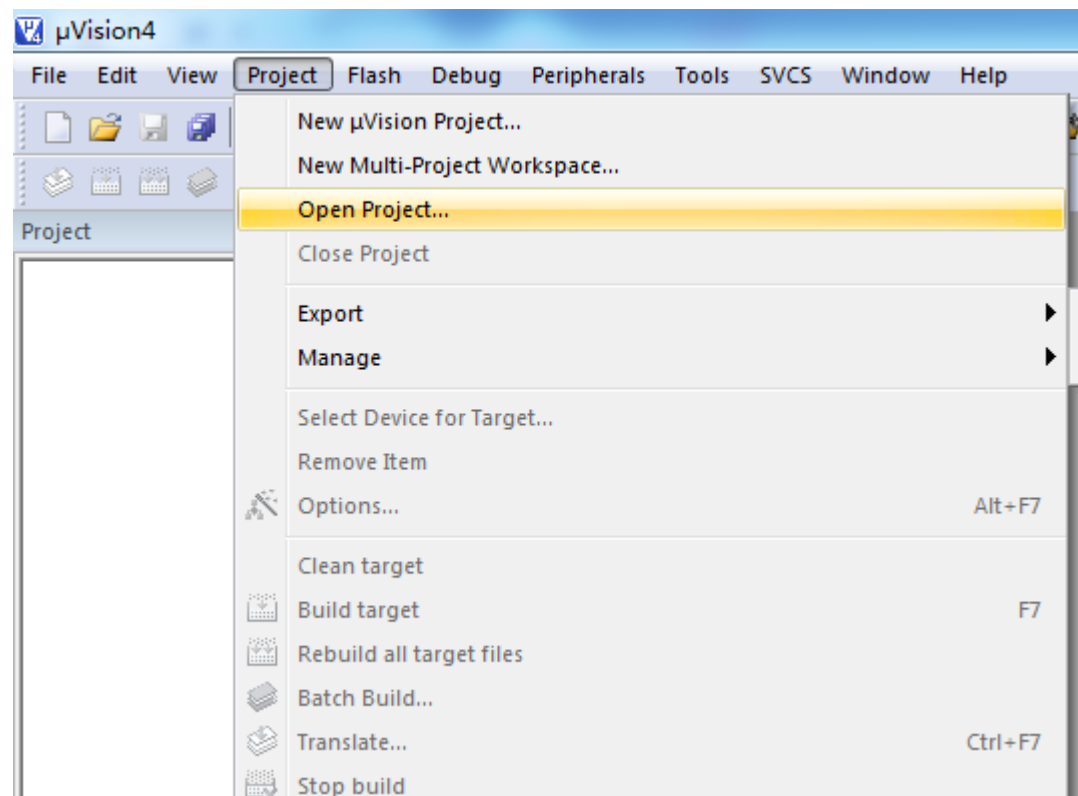 µVision4
File Edit View Project Flash Debug Peripherals Tools SVCS Window Help
New µVision Project...
New Multi-Project Workspace...
Open Project...
Project
Close Project
Export
Manage
Select Device for Target...
Remove Item
Options... Alt+F7
Clean target
Build target F7
Rebuild all target files
Batch Build...
Translate... Ctrl+F7
Stop build